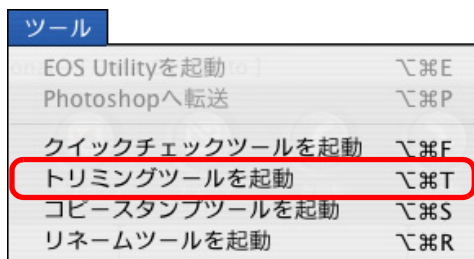 ツール
EOS Utilityを起動 ⌥⌘E
Photoshopへ転送 ⌥⌘P
クイックチェックツールを起動 ⌥⌘F
トリミングツールを起動 ⌥⌘T
コピースタンプツールを起動 ⌥⌘S
リネームツールを起動 ⌥⌘R